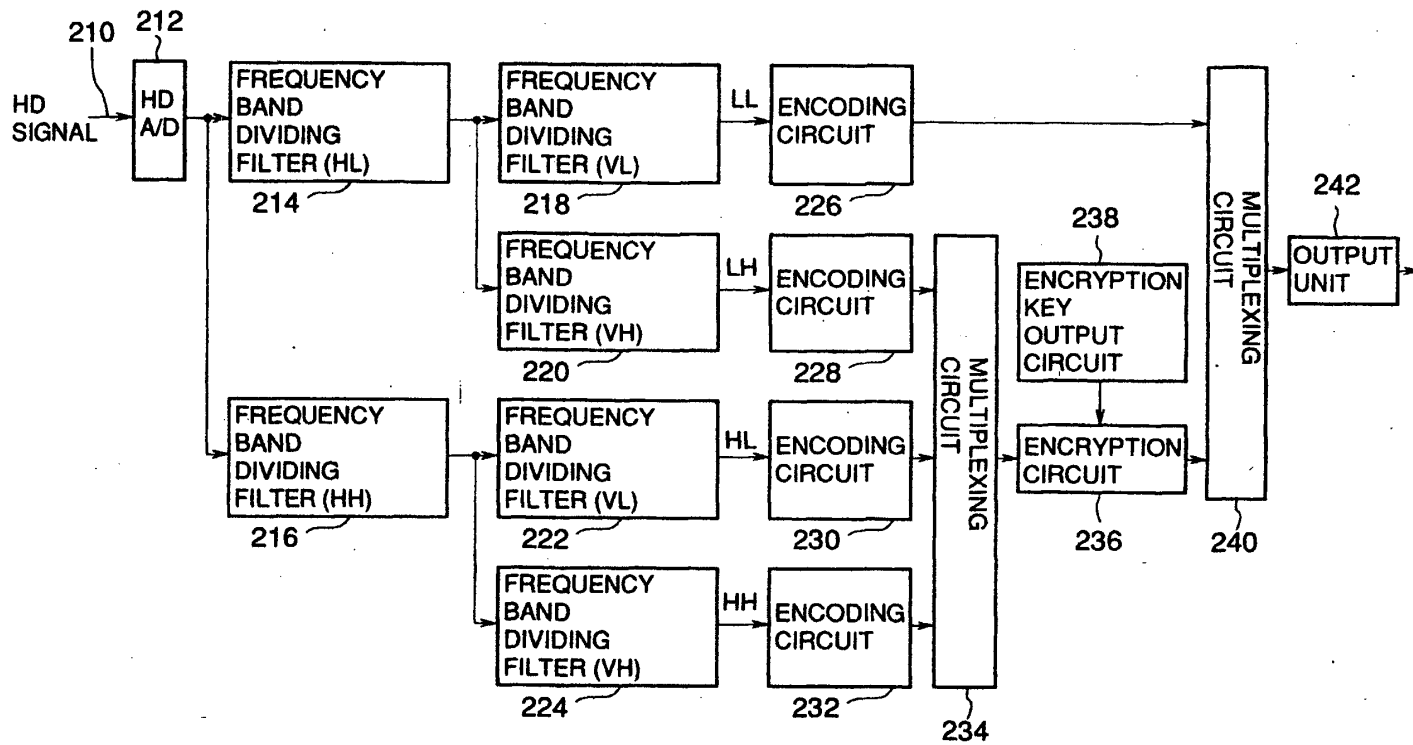 210
212
HD
SIGNAL
HD
A/D
FREQUENCY
BAND
DIVIDING
FILTER (HL)
214
FREQUENCY
BAND
DIVIDING
FILTER (VL)
218
LL
ENCODING
CIRCUIT
226
FREQUENCY
BAND
DIVIDING
FILTER (VH)
220
LH
ENCODING
CIRCUIT
228
FREQUENCY
BAND
DIVIDING
FILTER (HH)
216
FREQUENCY
BAND
DIVIDING
FILTER (VL)
222
HL
ENCODING
CIRCUIT
230
FREQUENCY
BAND
DIVIDING
FILTER (VH)
224
HH
ENCODING
CIRCUIT
232
MULTIPLEXING
CIRCUIT
234
238
ENCRYPTION
KEY
OUTPUT
CIRCUIT
ENCRYPTION
CIRCUIT
236
MULTIPLEXING
CIRCUIT
240
242
OUTPUT
UNIT